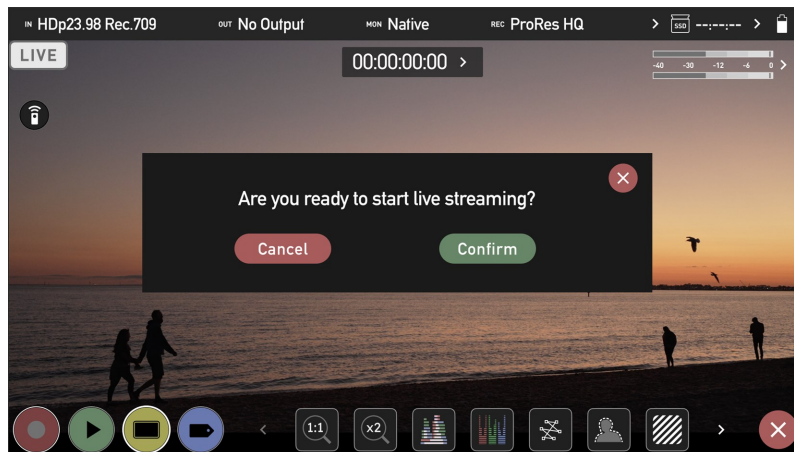 IN HDp23.98 Rec.709 OUT No Output MON Native REC ProRes HQ > SSD --:--:-- >
LIVE
00:00:00:00 >
-40 -30 -12 -6 0 >
Are you ready to start live streaming?
Cancel Confirm
1:1 x2